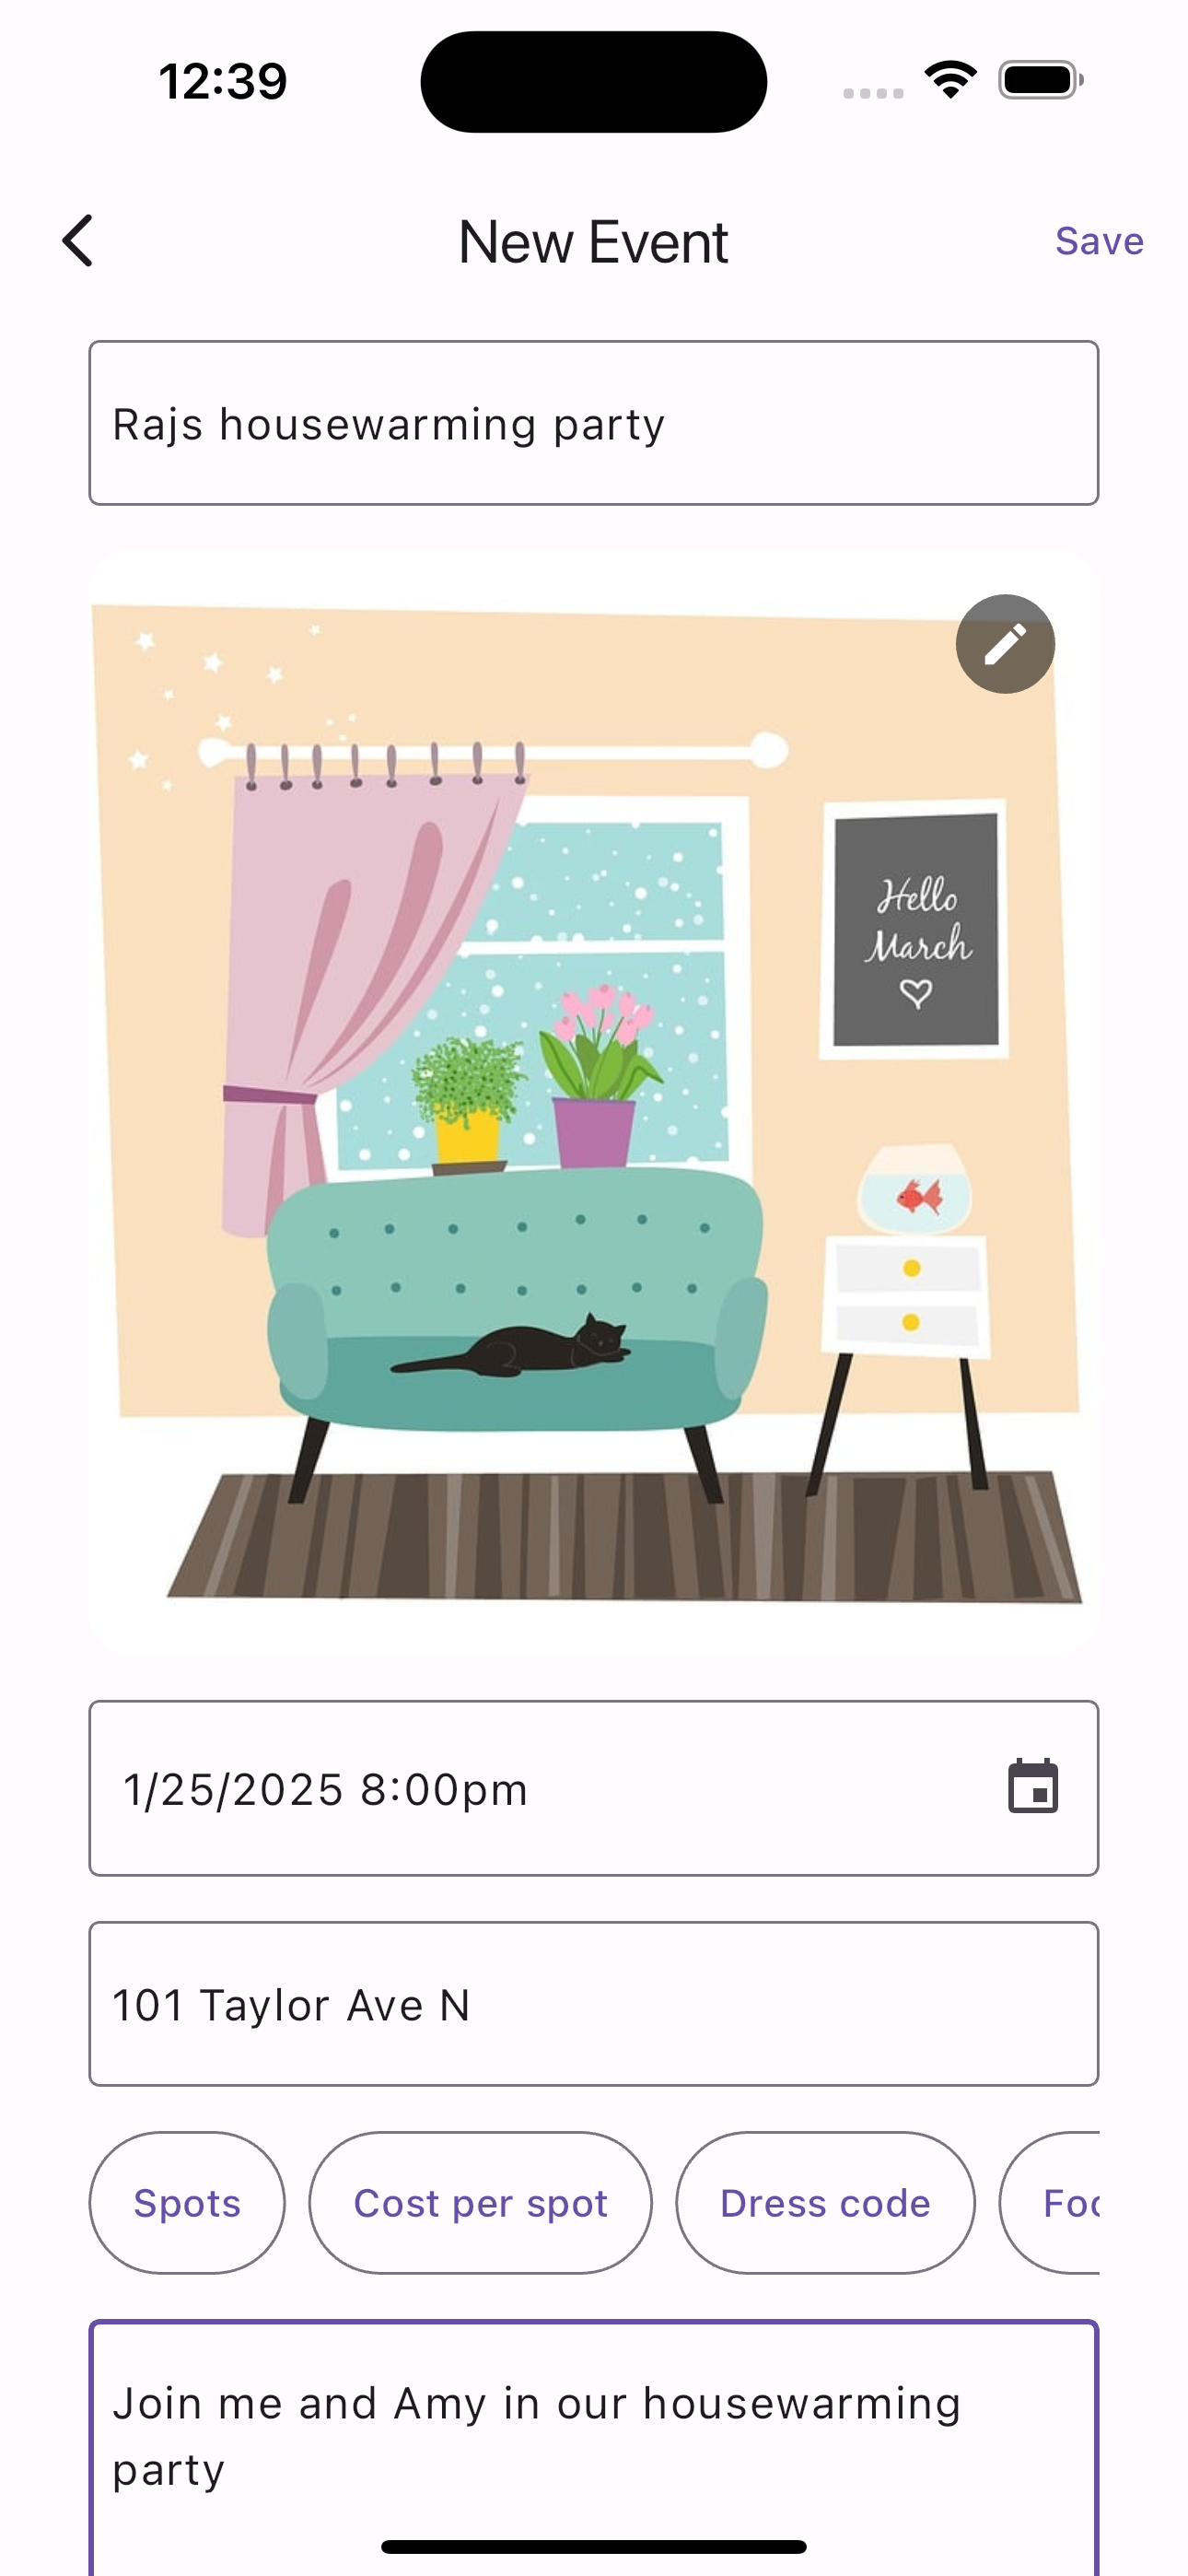 12:39
New Event
Save
Rajs housewarming party
Hello
March
1/25/2025 8:00pm
101 Taylor Ave N
Spots
Cost per spot
Dress code
Join me and Amy in our housewarming
party